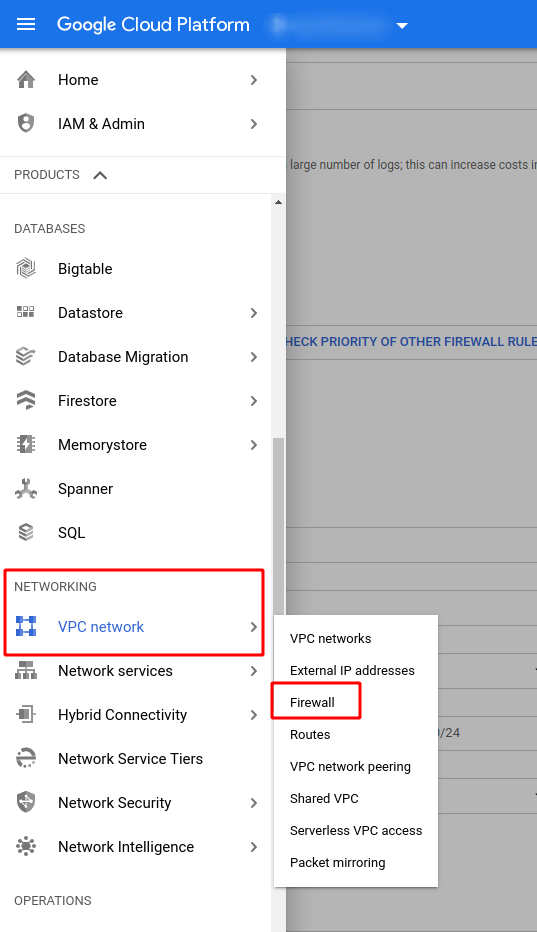 Google Cloud Platform
Home
IAM & Admin
PRODUCTS
large number of logs; this can increase costs in
DATABASES
Bigtable
Datastore
HECK PRIORITY OF OTHER FIREWALL RULE
Database Migration
Firestore
Memorystore
Spanner
SQL
NETWORKING
VPC network
VPC networks
Network services
External IP addresses
Firewall
Hybrid Connectivity
Routes
0/24
Network Service Tiers
VPC network peering
Network Security
Shared VPC
Serverless VPC access
Network Intelligence
Packet mirroring
OPERATIONS